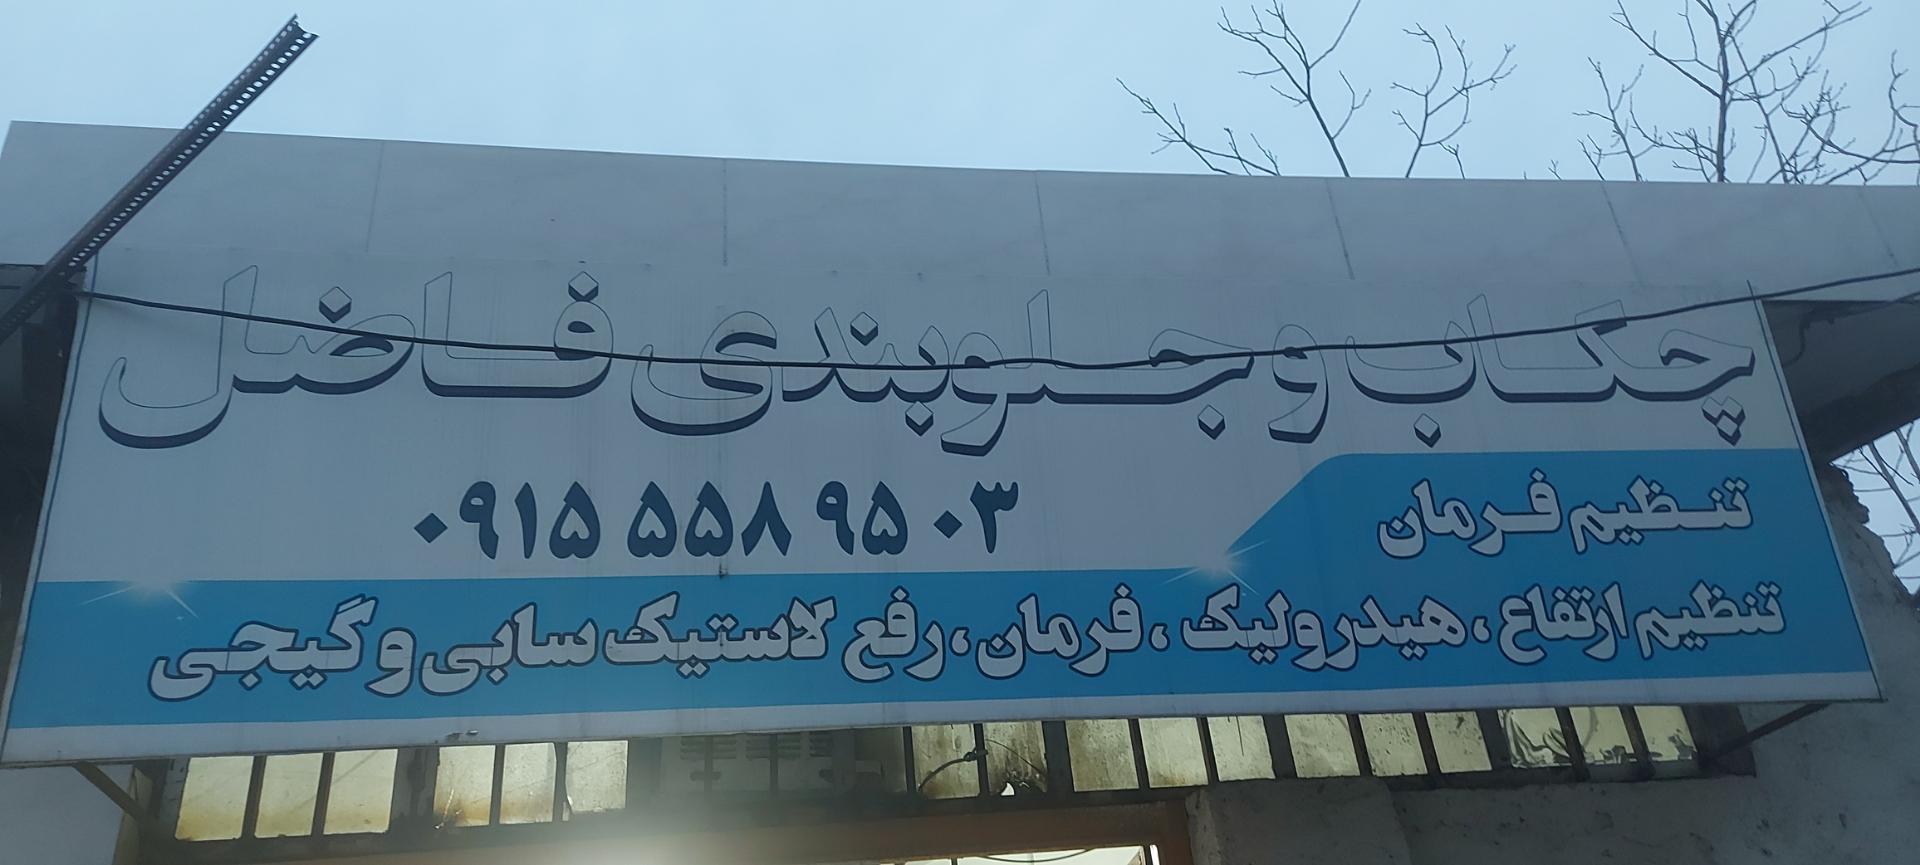 چکاب و جلوبندی فاضل
تنظیم فرمان
۰۹۱۵ ۵۵۸ ۹۵ ۰۳
تنظیم ارتفاع، هیدرولیک، فرمان، رفع لاستیک سابی و گیجی